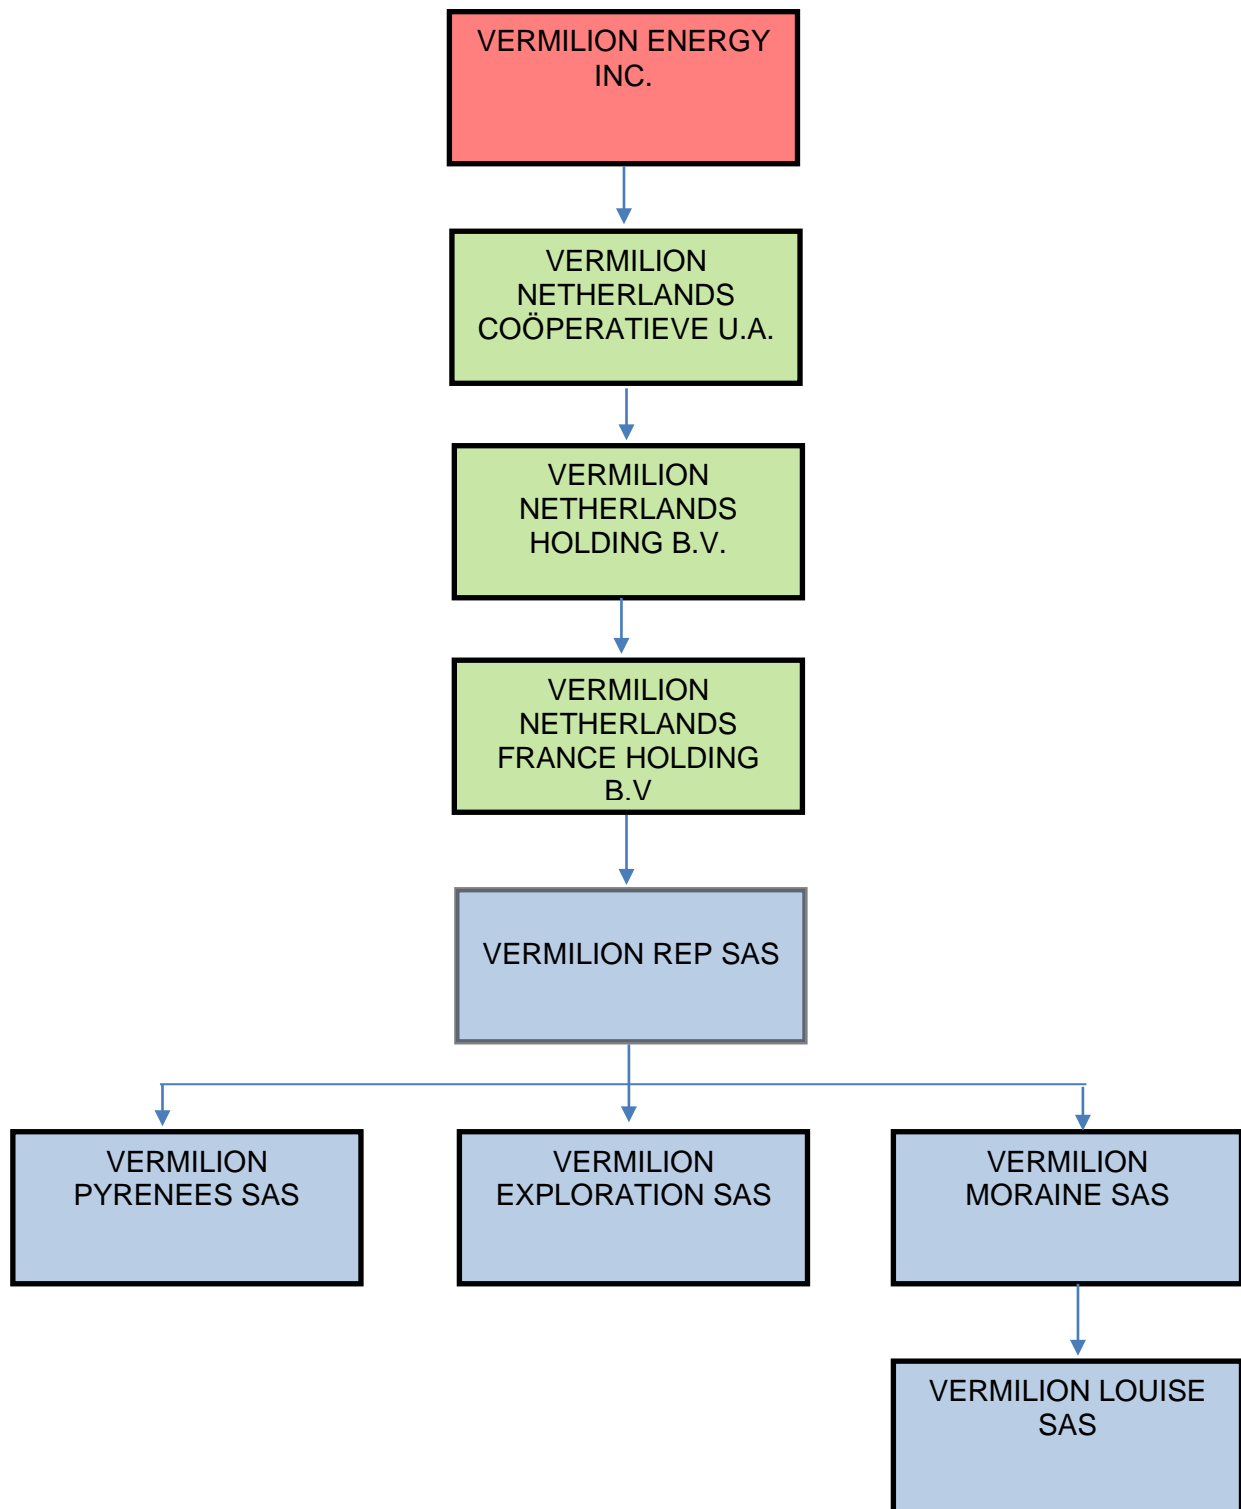 VERMILION ENERGY
INC.
VERMILION
NETHERLANDS
COÖPERATIEVE U.A.
VERMILION
NETHERLANDS
HOLDING B.V.
VERMILION
NETHERLANDS
FRANCE HOLDING
B.V
VERMILION REP SAS
VERMILION
PYRENEES SAS
VERMILION
EXPLORATION SAS
VERMILION
MORAINE SAS
VERMILION LOUISE
SAS